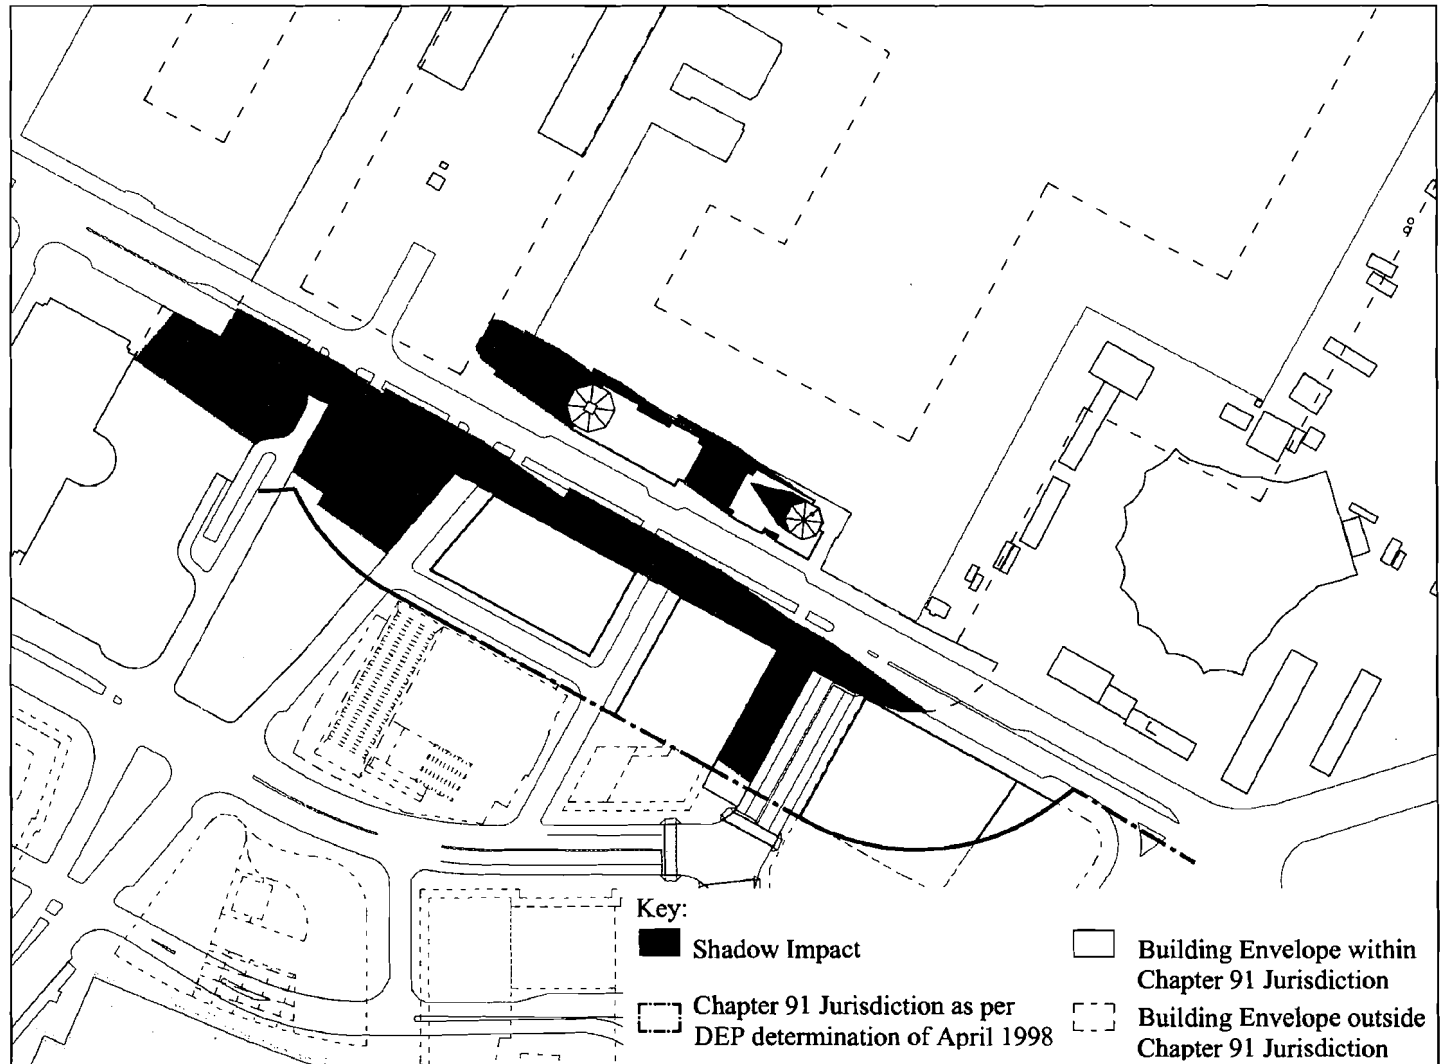 Key:
Shadow Impact
Chapter 91 Jurisdiction as per
DEP determination of April 1998
Building Envelope within
Chapter 91 Jurisdiction
Building Envelope outside
Chapter 91 Jurisdiction